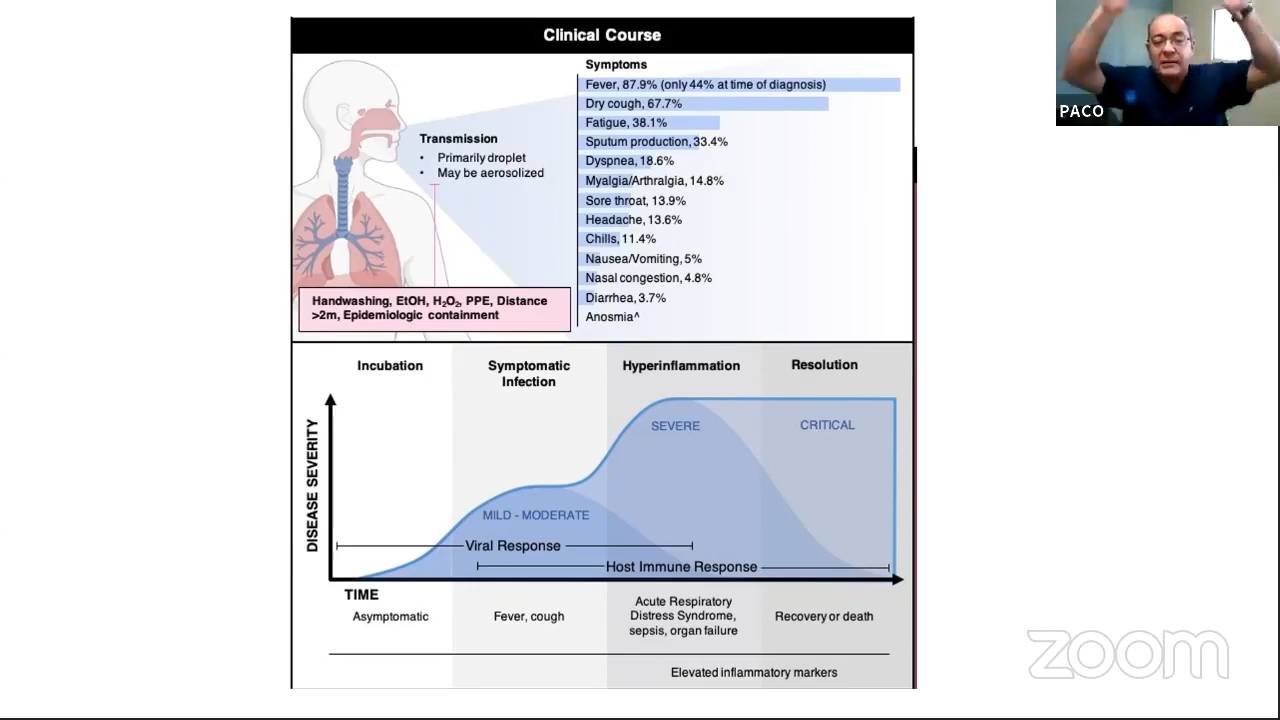 Clinical Course
PACO
Symptoms
Fever, 87.9% (only 44% at time of diagnosis)
Dry cough, 67.7%
Fatigue, 38.1%
Sputum production, 33.4%
Dyspnea, 18.6%
Myalgia/Arthralgia, 14.8%
Sore throat, 13.9%
Headache, 13.6%
Chills, 11.4%
Nausea/Vomiting, 5%
Nasal congestion, 4.8%
Diarrhea, 3.7%
Anosmia^
Transmission
• Primarily droplet
• May be aerosolized
Handwashing, EtOH, H₂O₂, PPE, Distance
>2m, Epidemiologic containment
Incubation
Symptomatic
Infection
Hyperinflammation
Resolution
DISEASE SEVERITY
SEVERE
CRITICAL
MILD - MODERATE
Viral Response
Host Immune Response
TIME
Asymptomatic
Fever, cough
Acute Respiratory
Distress Syndrome,
sepsis, organ failure
Recovery or death
Elevated inflammatory markers
zoom